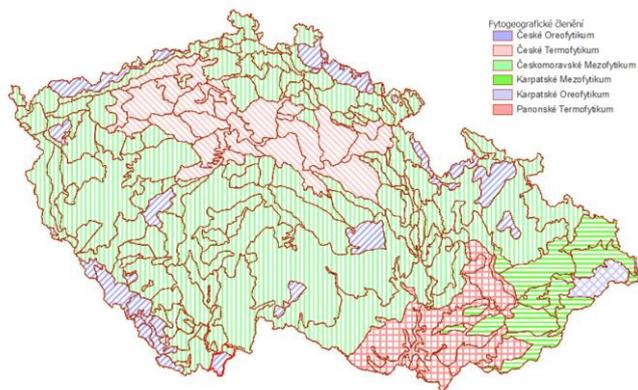 Fytogeografické členění
České Oreofytikum
České Termofytikum
Českomoravské Mezofytikum
Karpatské Mezofytikum
Karpatské Oreofytikum
Panonské Termofytikum